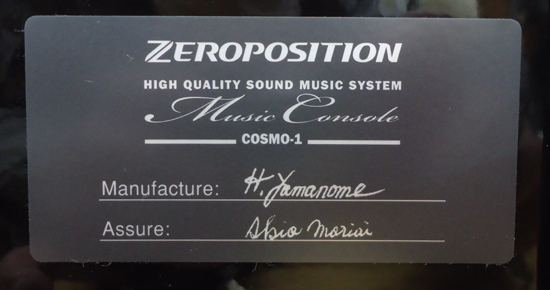 ZEROPOSITION
HIGH QUALITY SOUND MUSIC SYSTEM
Music Console
COSMO-1
Manufacture: H. Yamanome
Assure: Akio Moriai